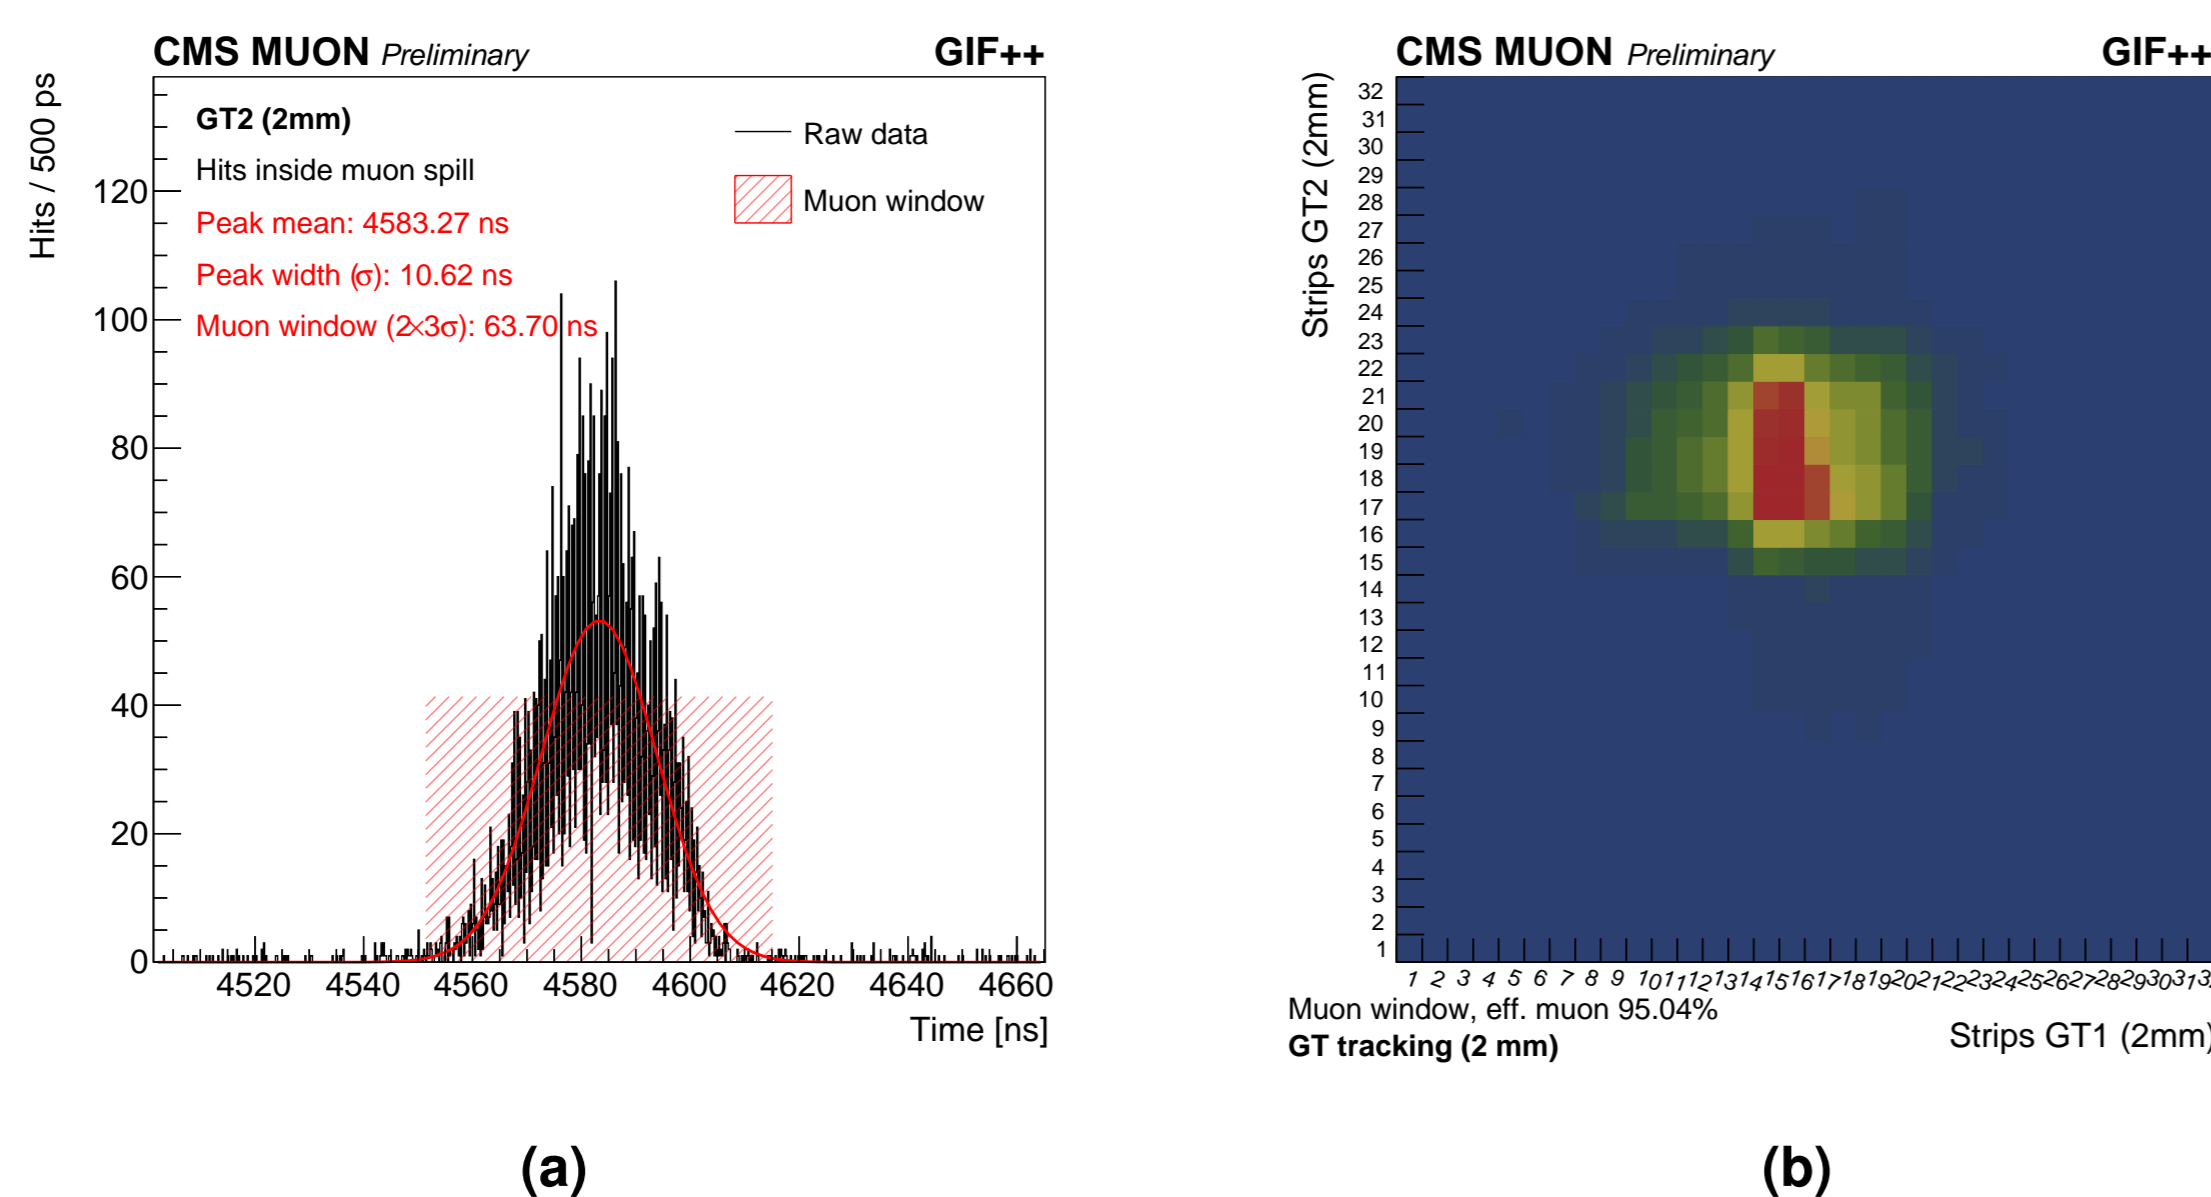 CMS MUON Preliminary GIF++
Hits / 500 ps
GT2 (2mm)
Hits inside muon spill
Peak mean: 4583.27 ns
Peak width (σ): 10.62 ns
Muon window (2×3σ): 63.70 ns
Raw data
Muon window
120
100
80
60
40
20
0
4520 4540 4560 4580 4600 4620 4640 4660
Time [ns]
(a)
CMS MUON Preliminary GIF++
Strips GT2 (2mm)
32
31
30
29
28
27
26
25
24
23
22
21
20
19
18
17
16
15
14
13
12
11
10
9
8
7
6
5
4
3
2
1
1 2 3 4 5 6 7 8 9 10 11 12 13 14 15 16 17 18 19 20 21 22 23 24 25 26 27 28 29 30 31
Muon window, eff. muon 95.04%
GT tracking (2 mm)
Strips GT1 (2mm)
(b)